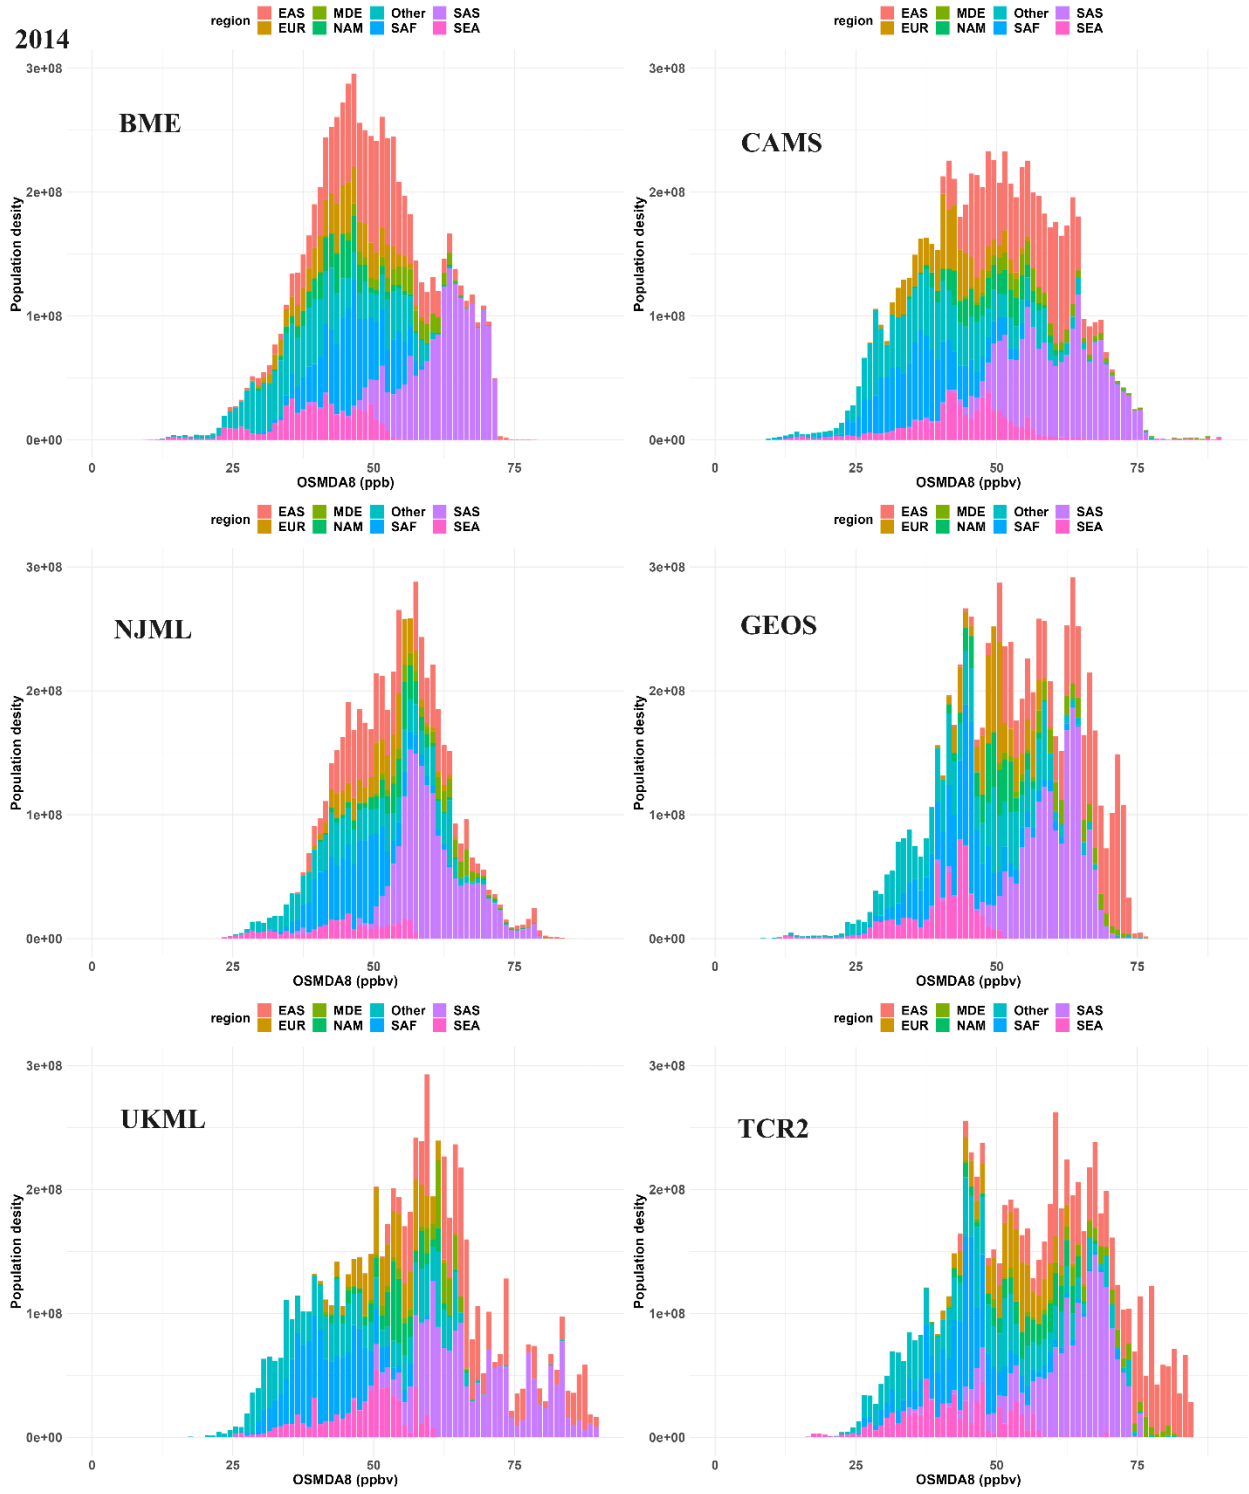 2014
region EAS MDE Other SAS
EUR NAM SAF SEA
3e+08
2e+08
1e+08
0e+00
Population desity
BME
0 25 50 75
OSMDA8 (ppb)
region EAS MDE Other SAS
EUR NAM SAF SEA
3e+08
2e+08
1e+08
0e+00
Population desity
CAMS
0 25 50 75
OSMDA8 (ppbv)
region EAS MDE Other SAS
EUR NAM SAF SEA
3e+08
2e+08
1e+08
0e+00
Population desity
NJML
0 25 50 75
OSMDA8 (ppbv)
region EAS MDE Other SAS
EUR NAM SAF SEA
3e+08
2e+08
1e+08
0e+00
Population desity
GEOS
0 25 50 75
OSMDA8 (ppbv)
region EAS MDE Other SAS
EUR NAM SAF SEA
3e+08
2e+08
1e+08
0e+00
Population desity
UKML
0 25 50 75
OSMDA8 (ppbv)
region EAS MDE Other SAS
EUR NAM SAF SEA
3e+08
2e+08
1e+08
0e+00
Population desity
TCR2
0 25 50 75
OSMDA8 (ppbv)